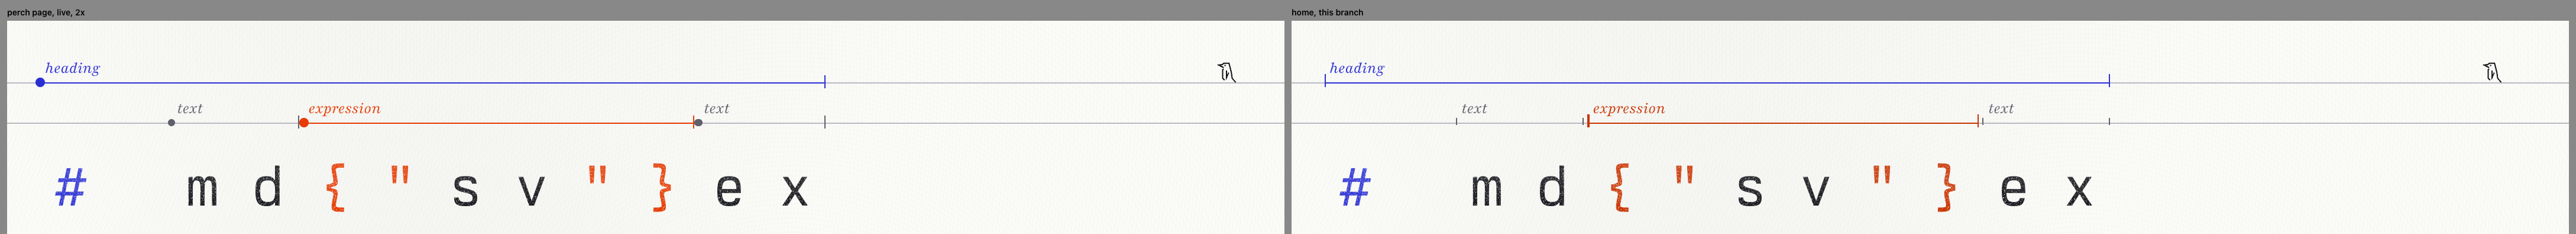 perch page, live, 2x
heading
text expression text
# md{"sv"}ex
home, this branch
heading
text expression text
# md{"sv"}ex